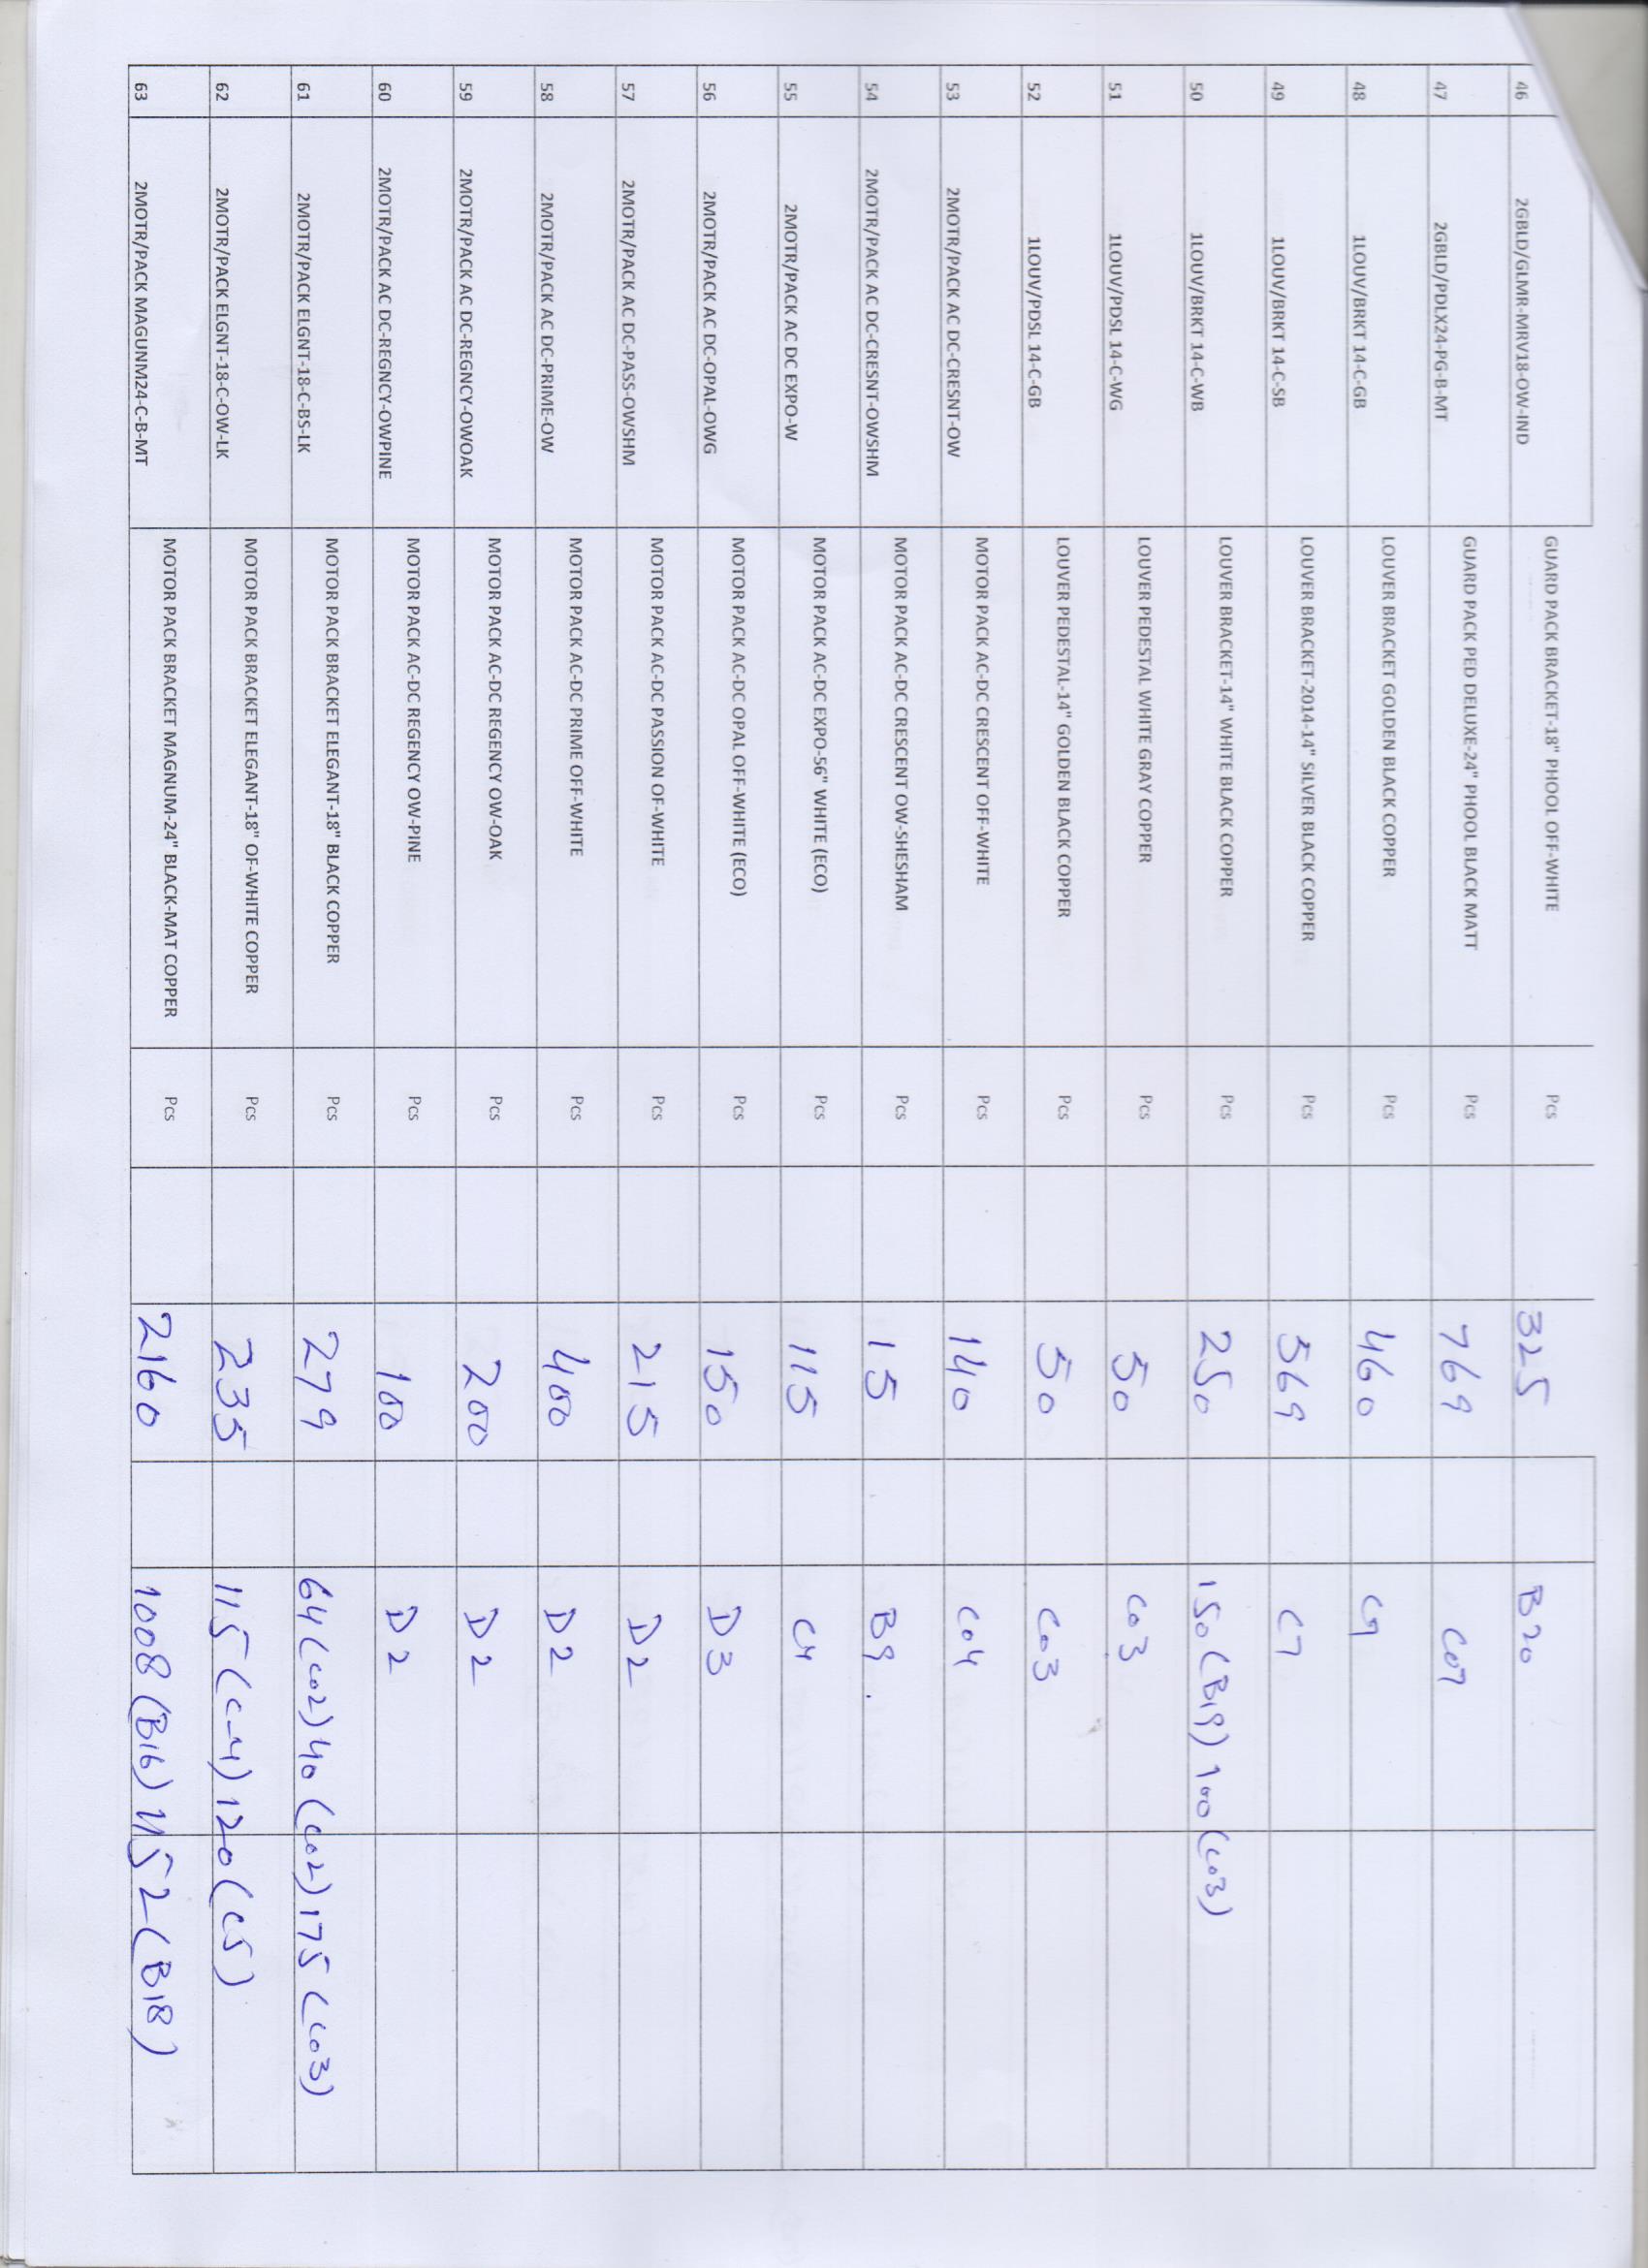 46 2GBLD/GLMR-MRV18-OW-IND GUARD PACK BRACKET-18" PHOOL OFF-WHITE Pcs 325 B20
47 2GBLD/PDLX24-PG-B-MT GUARD PACK PED DELUXE-24" PHOOL BLACK MATT Pcs 769 C07
48 1LOUV/BRKT 14-C-GB LOUVER BRACKET GOLDEN BLACK COPPER Pcs 460
49 1LOUV/BRKT 14-C-SB LOUVER BRACKET-2014-14" SILVER BLACK COPPER Pcs 569 C7
50 1LOUV/BRKT 14-C-WB LOUVER BRACKET-14" WHITE BLACK COPPER Pcs 250 150 (B19) 100 (C03)
51 1LOUV/PDSL 14-C-WG LOUVER PEDESTAL WHITE GRAY COPPER Pcs 50 C03
52 1LOUV/PDSL 14-C-GB LOUVER PEDESTAL-14" GOLDEN BLACK COPPER Pcs 50 C03
53 2MOTR/PACK AC DC-CRESNT-OW MOTOR PACK AC-DC CRESCENT OFF-WHITE Pcs 140 C04
54 2MOTR/PACK AC DC-CRESNT-OWSHM MOTOR PACK AC-DC CRESCENT OW-SHESHAM Pcs 15 B9 .
55 2MOTR/PACK AC DC EXPO-W MOTOR PACK AC-DC EXPO-56" WHITE (ECO) Pcs 115 C4
56 2MOTR/PACK AC DC-OPAL-OWG MOTOR PACK AC-DC OPAL OFF-WHITE (ECO) Pcs 150 D3
57 2MOTR/PACK AC DC-PASS-OWSHM MOTOR PACK AC-DC PASSION OF-WHITE Pcs 215 D2
58 2MOTR/PACK AC DC-PRIME-OW MOTOR PACK AC-DC PRIME OFF-WHITE Pcs 400 D2
59 2MOTR/PACK AC DC-REGNCY-OWOAK MOTOR PACK AC-DC REGENCY OW-OAK Pcs 200 D2
60 2MOTR/PACK AC DC-REGNCY-OWPINE MOTOR PACK AC-DC REGENCY OW-PINE Pcs 100 D2
61 2MOTR/PACK ELGNT-18-C-BS-LK MOTOR PACK BRACKET ELEGANT-18" BLACK COPPER Pcs 279 64 (C02) 40 (C02) 175 (C03)
62 2MOTR/PACK ELGNT-18-C-OW-LK MOTOR PACK BRACKET ELEGANT-18" OF-WHITE COPPER Pcs 235 115 (C-4) 120 (C5)
63 2MOTR/PACK MAGUNM24-C-B-MT MOTOR PACK BRACKET MAGNUM-24" BLACK-MAT COPPER Pcs 2160 1008 (B16) 1152 (B18)